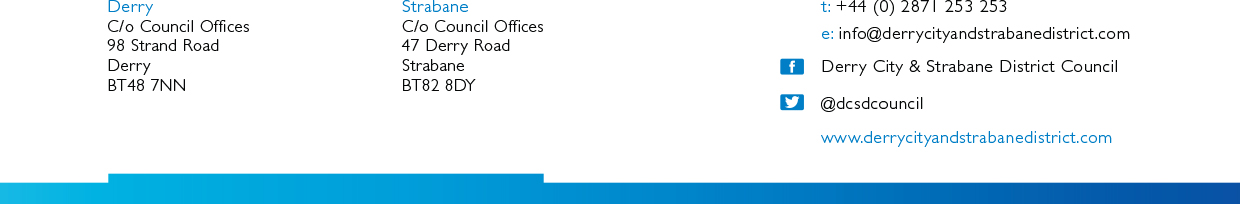 Derry
C/o Council Offices
98 Strand Road
Derry
BT48 7NN
Strabane
C/o Council Offices
47 Derry Road
Strabane
BT82 8DY
t: +44 (0) 2871 253 253
e: info@derrycityandstrabanedistrict.com
Derry City & Strabane District Council
@dcsdcouncil
www.derrycityandstrabanedistrict.com